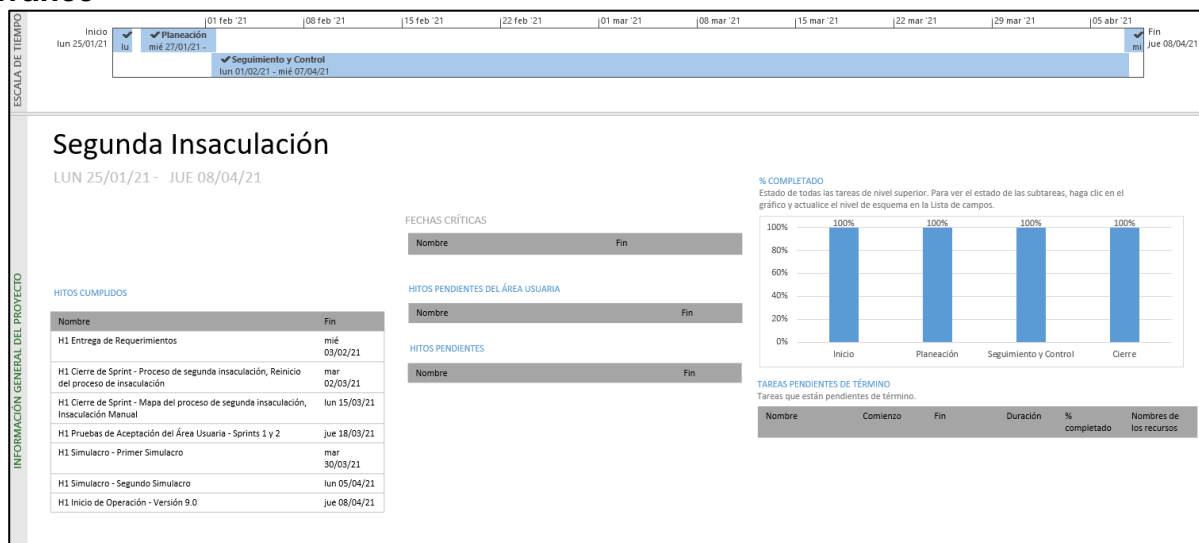 01 feb '21 08 feb '21 15 feb '21 22 feb '21 01 mar '21 08 mar '21 15 mar '21 22 mar '21 29 mar '21 05 abr '21
Inicio
lun 25/01/21
lu
✔Planeación
mié 27/01/21 -
✔Seguimiento y Control
lun 01/02/21 - mié 07/04/21
mi
Fin
jue 08/04/21
ESCALA DE TIEMPO
INFORMACIÓN GENERAL DEL PROYECTO
Segunda Insaculación
LUN 25/01/21 - JUE 08/04/21
HITOS CUMPLIDOS
Nombre Fin
H1 Entrega de Requerimientos mié 03/02/21
H1 Cierre de Sprint - Proceso de segunda insaculación, Reinicio del proceso de insaculación mar 02/03/21
H1 Cierre de Sprint - Mapa del proceso de segunda insaculación, Insaculación Manual lun 15/03/21
H1 Pruebas de Aceptación del Área Usuaria - Sprints 1 y 2 jue 18/03/21
H1 Simulacro - Primer Simulacro mar 30/03/21
H1 Simulacro - Segundo Simulacro lun 05/04/21
H1 Inicio de Operación - Versión 9.0 jue 08/04/21
FECHAS CRÍTICAS
Nombre Fin
HITOS PENDIENTES DEL ÁREA USUARIA
Nombre Fin
HITOS PENDIENTES
Nombre Fin
% COMPLETADO
Estado de todas las tareas de nivel superior. Para ver el estado de las subtareas, haga clic en el
gráfico y actualice el nivel de esquema en la Lista de campos.
100% 100% 100% 100%
100%
80%
60%
40%
20%
0%
Inicio Planeación Seguimiento y Control Cierre
TAREAS PENDIENTES DE TÉRMINO
Tareas que están pendientes de término.
Nombre Comienzo Fin Duración % completado Nombres de los recursos